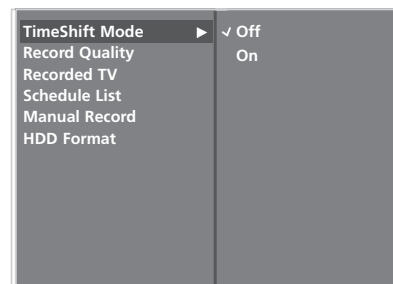 TimeShift Mode ▶ ✓ Off
Record Quality On
Recorded TV
Schedule List
Manual Record
HDD Format